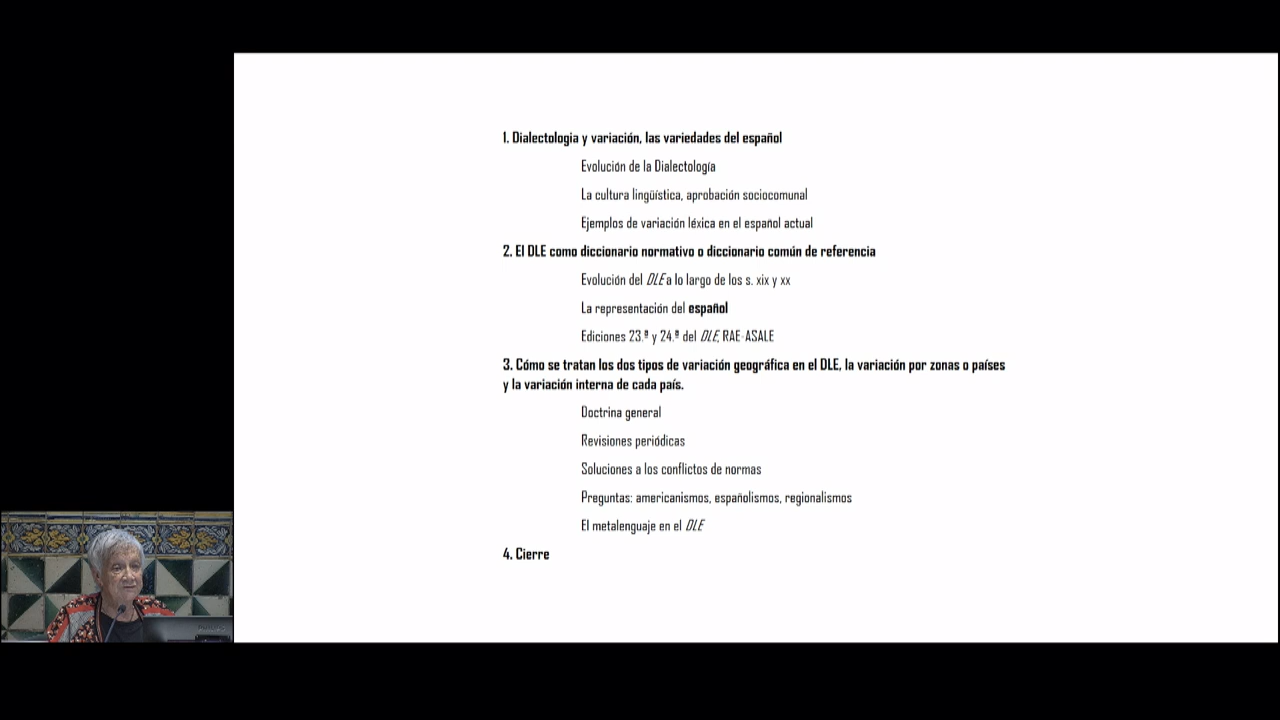 1. Dialectologia y variación, las variedades del español
Evolución de la Dialectología
La cultura lingüística, aprobación sociocomunal
Ejemplos de variación léxica en el español actual
2. El DLE como diccionario normativo o diccionario común de referencia
Evolución del DLE a lo largo de los s. xix y xx
La representación del español
Ediciones 23.ª y 24.ª del DLE, RAE-ASALE
3. Cómo se tratan los dos tipos de variación geográfica en el DLE, la variación por zonas o países
y la variación interna de cada país.
Doctrina general
Revisiones periódicas
Soluciones a los conflictos de normas
Preguntas: americanismos, españolismos, regionalismos
El metalenguaje en el DLE
4. Cierre